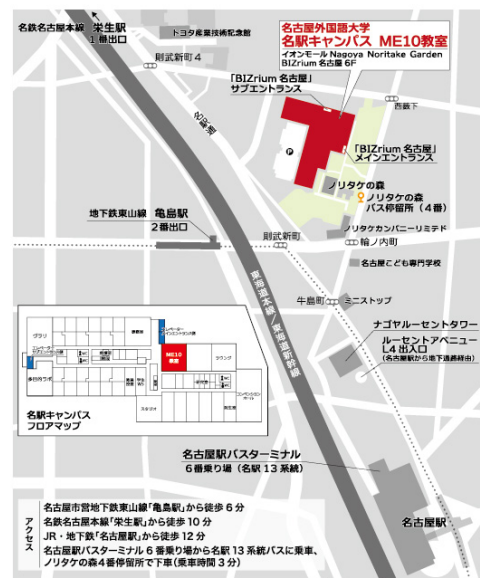 名鉄名古屋本線 栄生駅
1番出口
トヨタ産業技術記念館
則武新町4
名駅通
名古屋外国語大学
名駅キャンパス ME10教室
イオンモール Nagoya Noritake Garden
BIZrium 名古屋 6F
「BIZrium 名古屋」
サブエントランス
西藪下
「BIZrium 名古屋」
メインエントランス
P
ノリタケの森
ノリタケの森
バス停留所（4番）
地下鉄東山線 亀島駅
2番出口
ノリタケカンパニーリミテド
則武新町
輪ノ内町
名古屋こども専門学校
東海道本線/東海道新幹線
牛島町
ミニストップ
ナゴヤルーセントタワー
ルーセントアベニュー
L4出入口
（名古屋駅から地下通路経由）
ME10
教室
ラウンジ
スタジオ
名駅キャンパス
フロアマップ
名古屋駅バスターミナル
6番乗り場（名駅13系統）
名古屋駅
アクセス
名古屋市営地下鉄東山線「亀島駅」から徒歩6分
名鉄名古屋本線「栄生駅」から徒歩10分
JR・地下鉄「名古屋駅」から徒歩12分
名古屋駅バスターミナル6番乗り場から名駅13系統バスに乗車、
ノリタケの森4番停留所で下車（乗車時間3分）